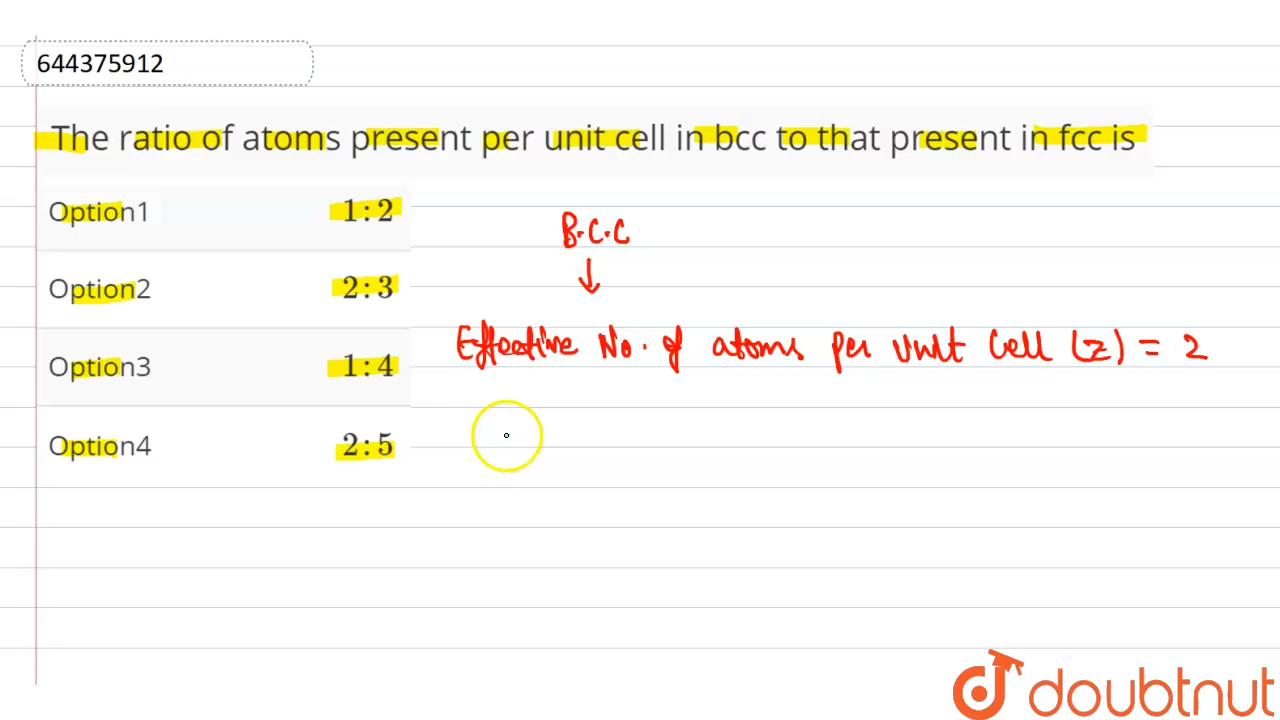 644375912
The ratio of atoms present per unit cell in bcc to that present in fcc is
Option1 1 : 2
Option2 2 : 3
Option3 1 : 4
Option4 2 : 5
B.C.C
↓
Effective No. of atoms per unit Cell (z) = 2
doubtnut